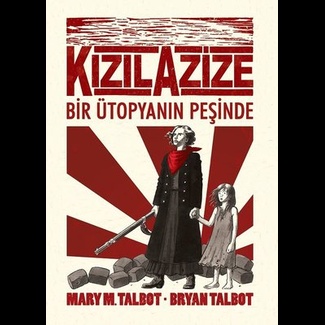 KIZIL AZİZE
BİR ÜTOPYANIN PEŞİNDE
MARY M. TALBOT • BRYAN TALBOT